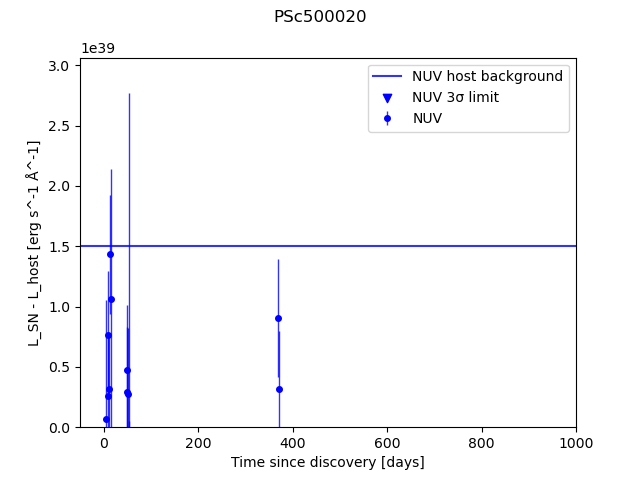 PSc500020
1e39
3.0
2.5
2.0
1.5
1.0
0.5
0.0
L_SN - L_host [erg s^-1 Å^-1]
NUV host background
NUV 3σ limit
NUV
0
200
400
600
800
1000
Time since discovery [days]